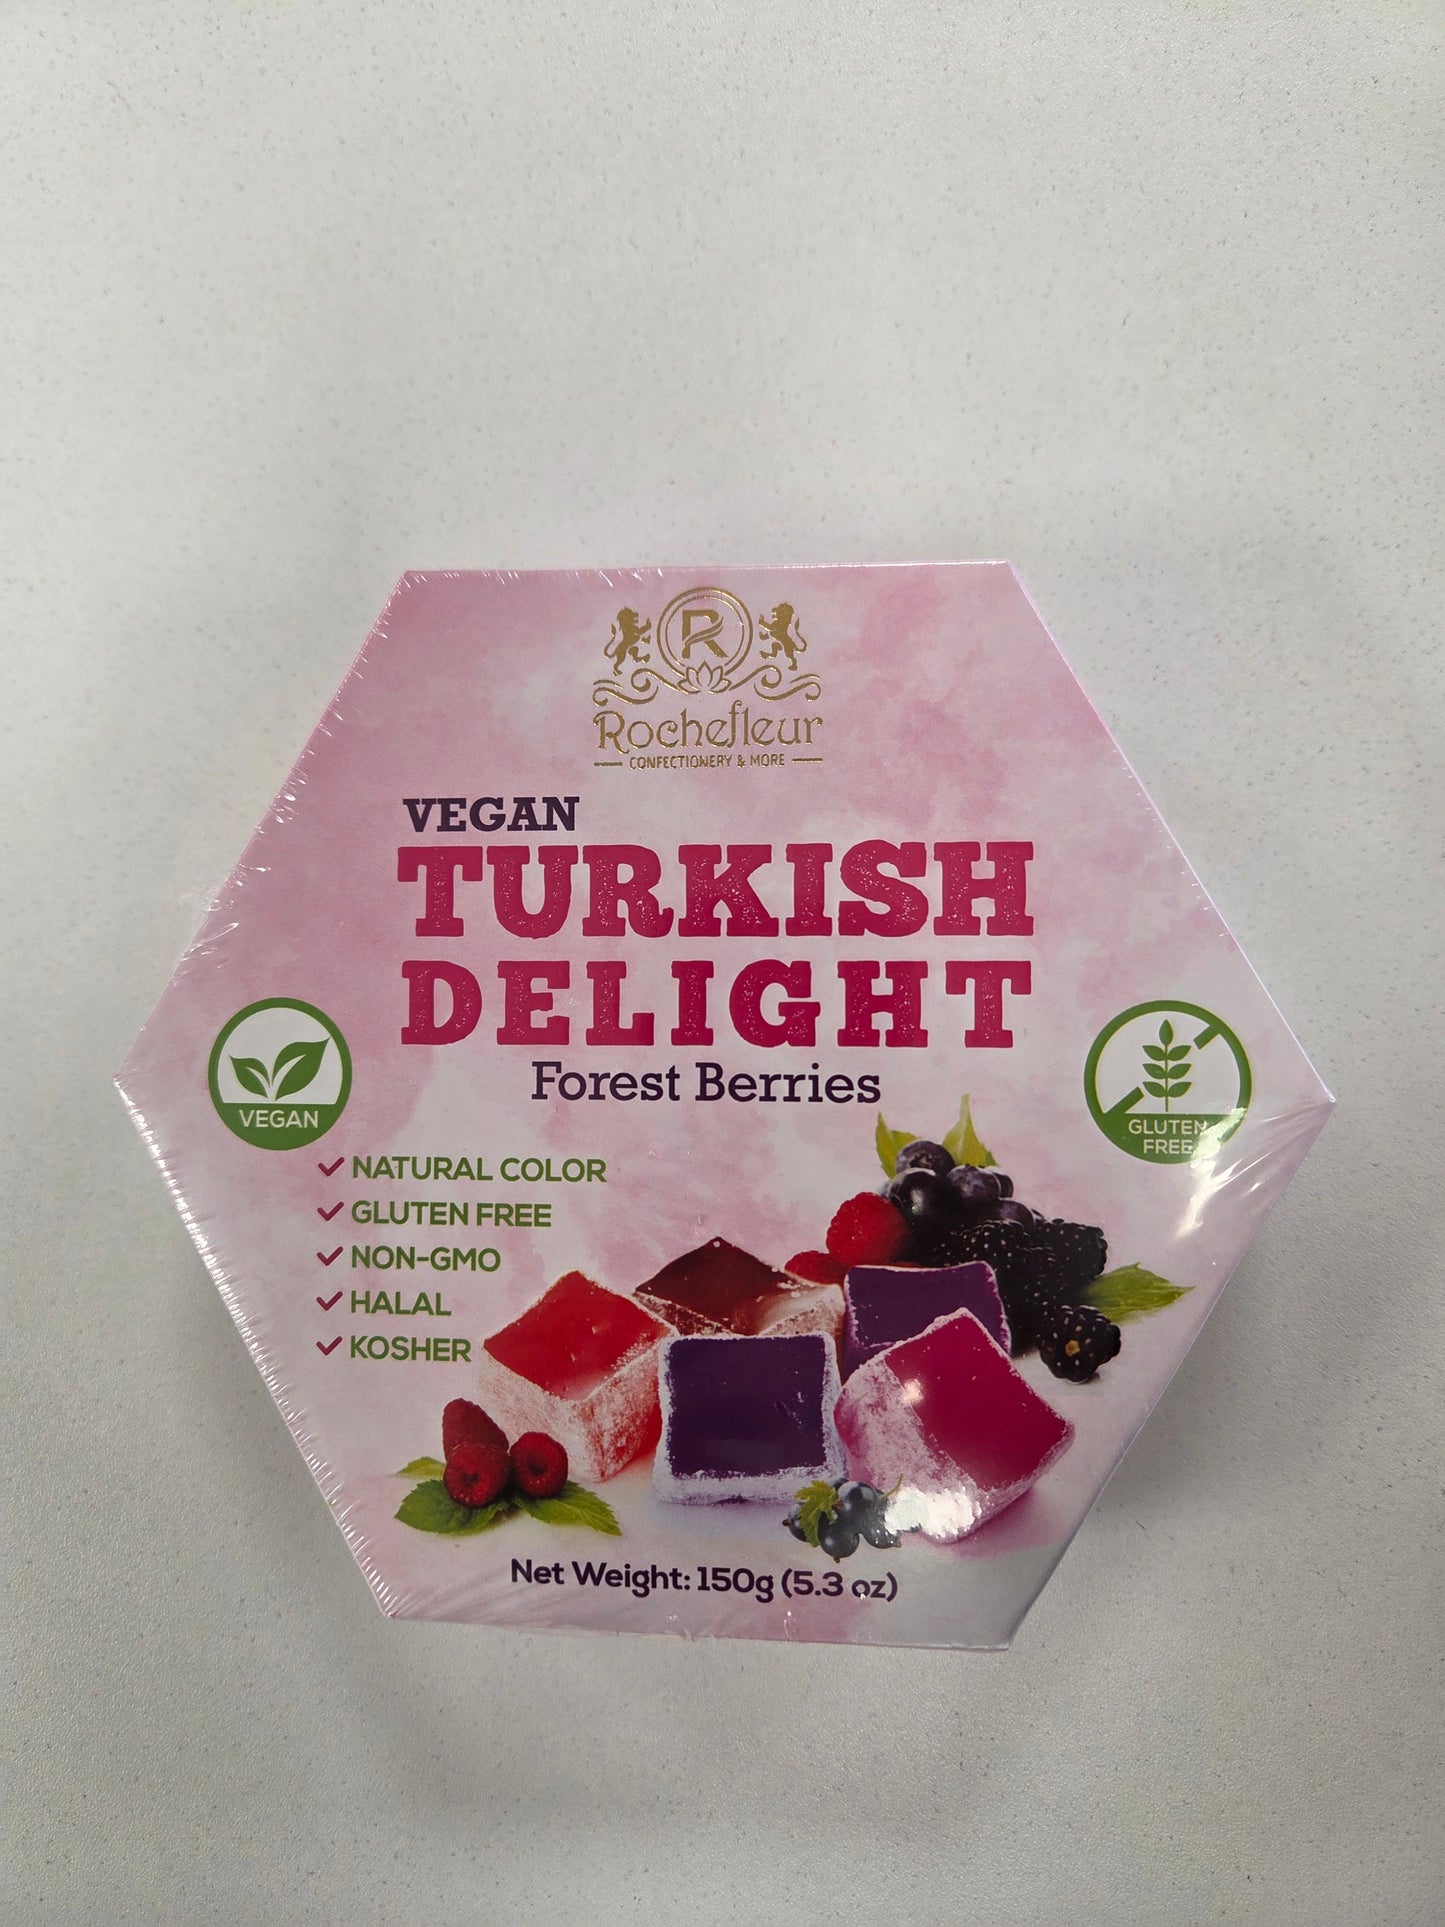 R
Rochefleur
CONFECTIONERY & MORE
VEGAN
TURKISH
DELIGHT
Forest Berries
VEGAN
GLUTEN
FREE
NATURAL COLOR
GLUTEN FREE
NON-GMO
HALAL
KOSHER
Net Weight: 150g (5.3 oz)